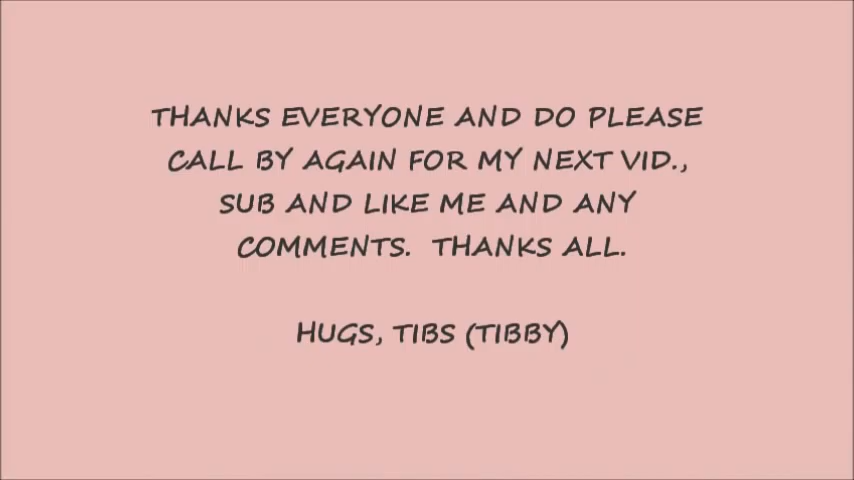 THANKS EVERYONE AND DO PLEASE
CALL BY AGAIN FOR MY NEXT VID.,
SUB AND LIKE ME AND ANY
COMMENTS.  THANKS ALL.
HUGS, TIBS (TIBBY)